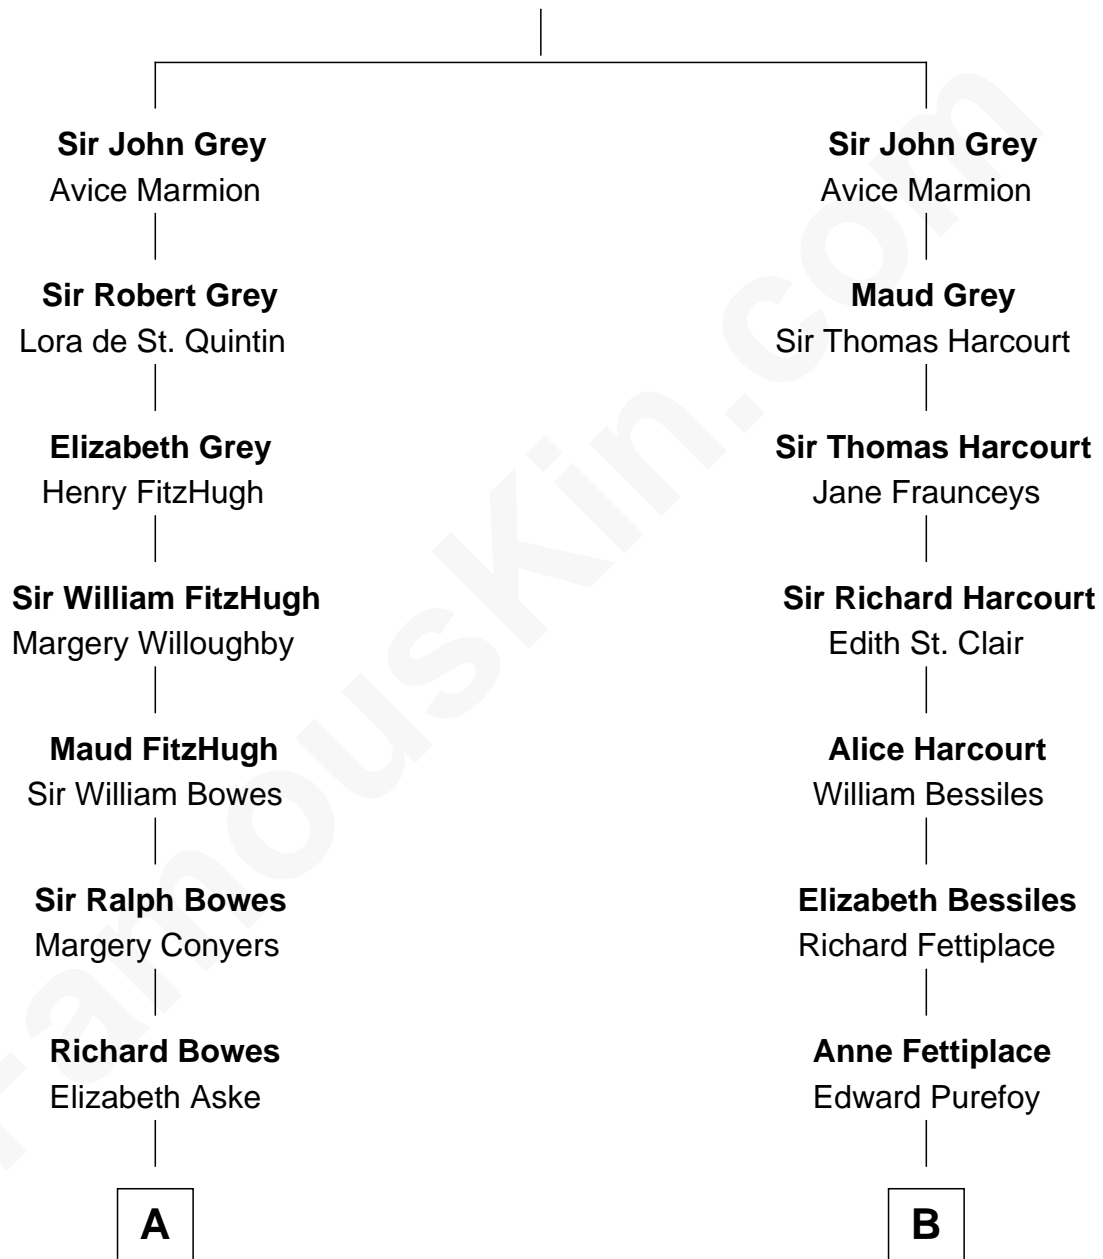 Sir John Grey
Avice Marmion
Sir Robert Grey
Lora de St. Quintin
Elizabeth Grey
Henry FitzHugh
Sir William FitzHugh
Margery Willoughby
Maud FitzHugh
Sir William Bowes
Sir Ralph Bowes
Margery Conyers
Richard Bowes
Elizabeth Aske
A
Sir John Grey
Avice Marmion
Maud Grey
Sir Thomas Harcourt
Sir Thomas Harcourt
Jane Fraunceys
Sir Richard Harcourt
Edith St. Clair
Alice Harcourt
William Bessiles
Elizabeth Bessiles
Richard Fettiplace
Anne Fettiplace
Edward Purefoy
B
FamousKin.com